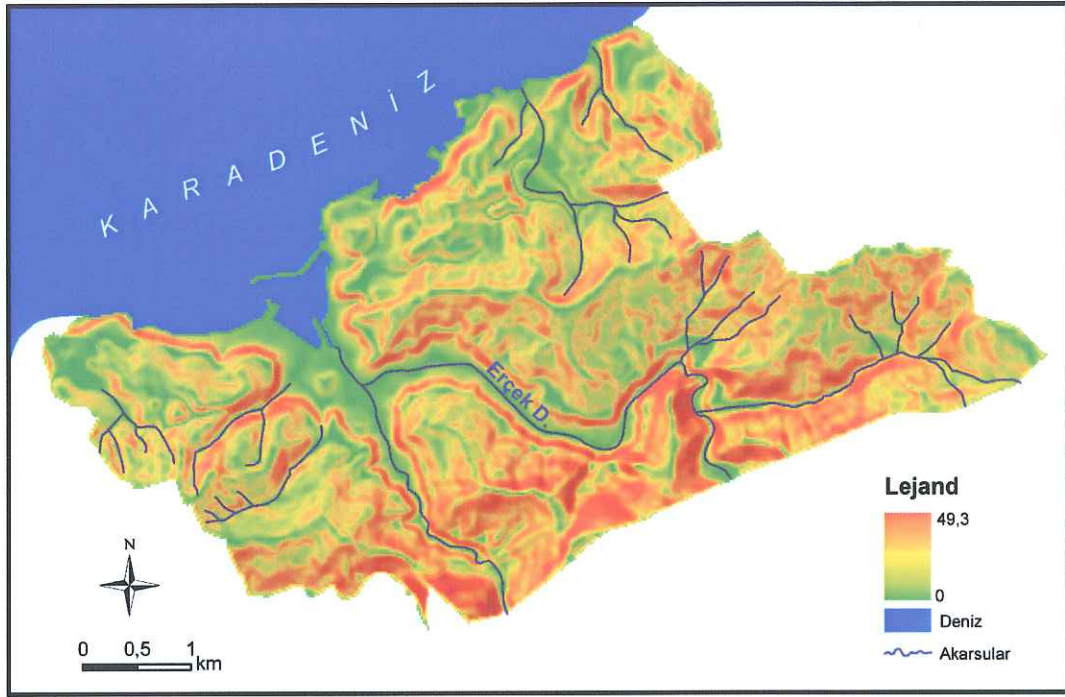 KARADENİZ
Erçek D.
Lejand
49,3
0
Deniz
Akarsular
N
0 0,5 1
km